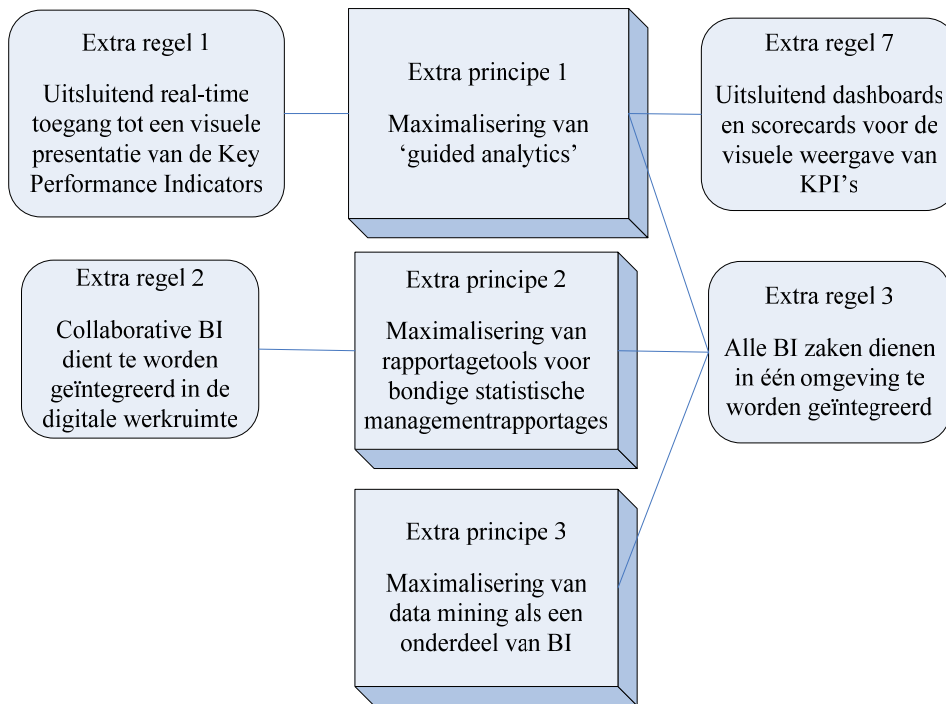 Extra regel 1
Uitsluitend real-time
toegang tot een visuele
presentatie van de Key
Performance Indicators
Extra principe 1
Maximalisering van
‘guided analytics’
Extra regel 7
Uitsluitend dashboards
en scorecards voor de
visuele weergave van
KPI’s
Extra regel 2
Collaborative BI
dient te worden
geïntegreerd in de
digitale werkruimte
Extra principe 2
Maximalisering van
rapportagetools voor
bondige statistische
managementrapportages
Extra regel 3
Alle BI zaken dienen
in één omgeving te
worden geïntegreerd
Extra principe 3
Maximalisering van
data mining als een
onderdeel van BI